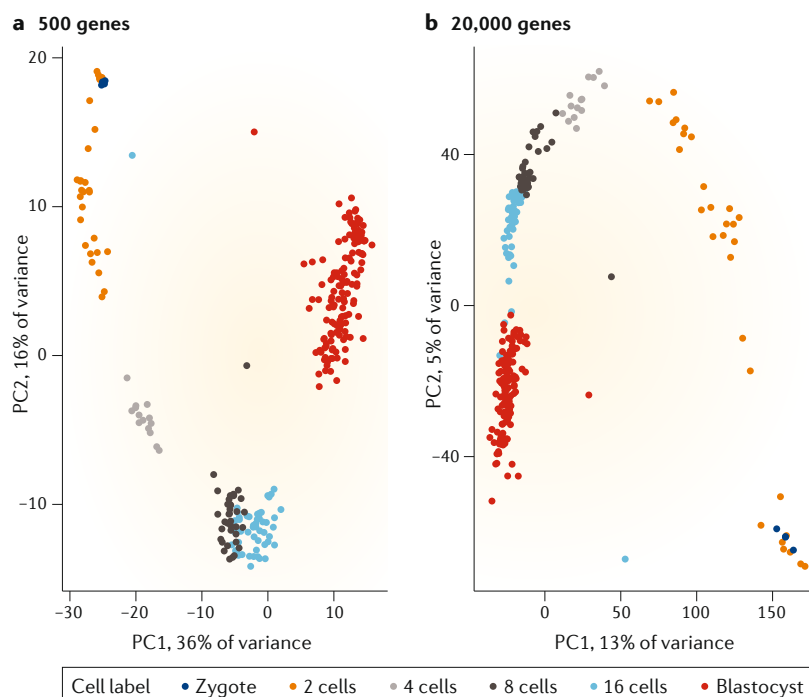 a 500 genes
20
10
0
−10
PC2, 16% of variance
−30 −20 −10 0 10
PC1, 36% of variance
b 20,000 genes
40
0
−40
PC2, 5% of variance
0 50 100 150
PC1, 13% of variance
Cell label Zygote 2 cells 4 cells 8 cells 16 cells Blastocyst